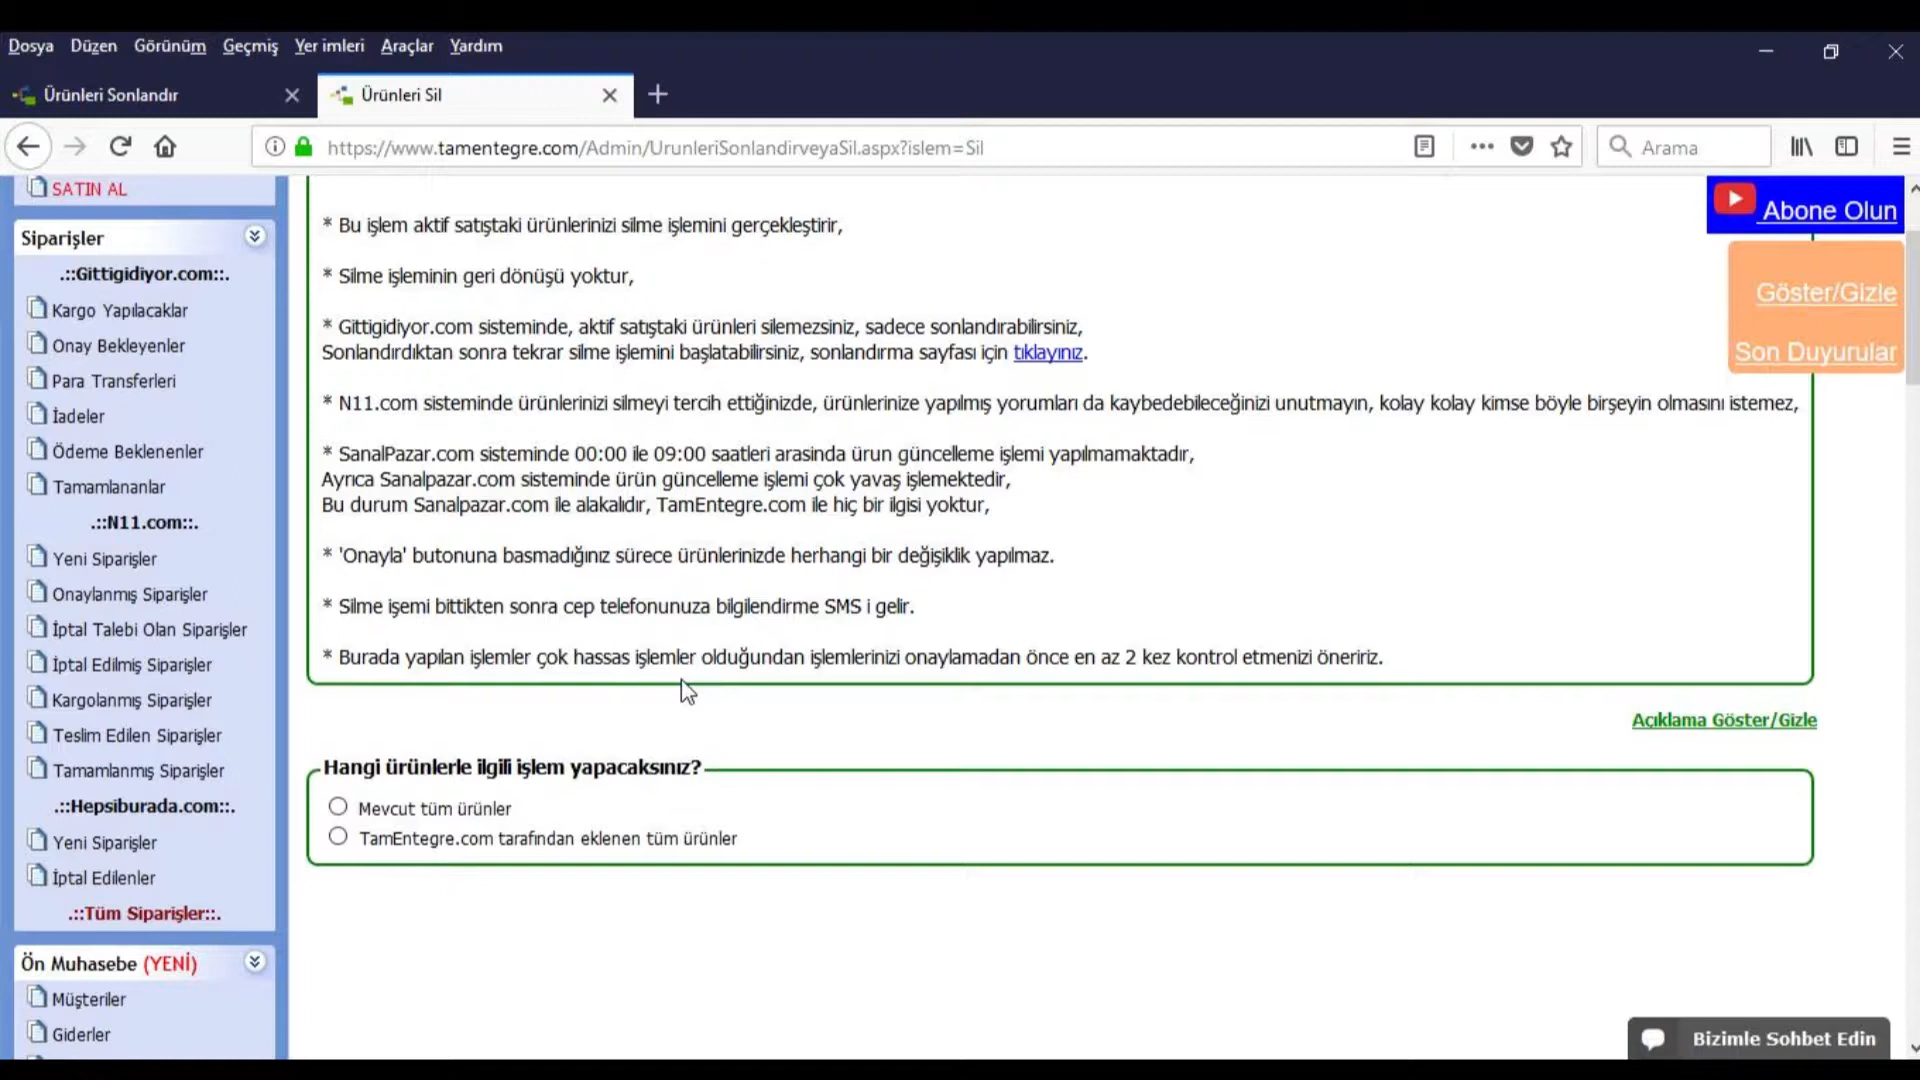 Dosya Düzen Görünüm Geçmiş Yer imleri Araçlar Yardım
Ürünleri Sonlandır
Ürünleri Sil
https://www.tamentegre.com/Admin/UrunleriSonlandirveyaSil.aspx?islem=Sil
Arama
SATIN AL
Siparişler
.::Gittigidiyor.com::.
Kargo Yapılacaklar
Onay Bekleyenler
Para Transferleri
İadeler
Ödeme Beklenenler
Tamamlananlar
.::N11.com::.
Yeni Siparişler
Onaylanmış Siparişler
İptal Talebi Olan Siparişler
İptal Edilmiş Siparişler
Kargolanmış Siparişler
Teslim Edilen Siparişler
Tamamlanmış Siparişler
.::Hepsiburada.com::.
Yeni Siparişler
İptal Edilenler
.::Tüm Siparişler::.
Ön Muhasebe (YENİ)
Müşteriler
Giderler
* Bu işlem aktif satıştaki ürünlerinizi silme işlemini gerçekleştirir,
* Silme işleminin geri dönüşü yoktur,
* Gittigidiyor.com sisteminde, aktif satıştaki ürünleri silemezsiniz, sadece sonlandırabilirsiniz,
Sonlandırdıktan sonra tekrar silme işlemini başlatabilirsiniz, sonlandırma sayfası için tıklayınız.
* N11.com sisteminde ürünlerinizi silmeyi tercih ettiğinizde, ürünlerinize yapılmış yorumları da kaybedebileceğinizi unutmayın, kolay kolay kimse böyle birşeyin olmasını istemez,
* SanalPazar.com sisteminde 00:00 ile 09:00 saatleri arasinda ürun güncelleme işlemi yapılmamaktadır,
Ayrıca Sanalpazar.com sisteminde ürün güncelleme işlemi çok yavaş işlemektedir,
Bu durum Sanalpazar.com ile alakalıdır, TamEntegre.com ile hiç bir ilgisi yoktur,
* 'Onayla' butonuna basmadığınız sürece ürünlerinizde herhangi bir değişiklik yapılmaz.
* Silme işemi bittikten sonra cep telefonunuza bilgilendirme SMS i gelir.
* Burada yapılan işlemler çok hassas işlemler olduğundan işlemlerinizi onaylamadan önce en az 2 kez kontrol etmenizi öneririz.
Açıklama Göster/Gizle
Hangi ürünlerle ilgili işlem yapacaksınız?
Mevcut tüm ürünler
TamEntegre.com tarafından eklenen tüm ürünler
Abone Olun
Göster/Gizle
Son Duyurular
Bizimle Sohbet Edin